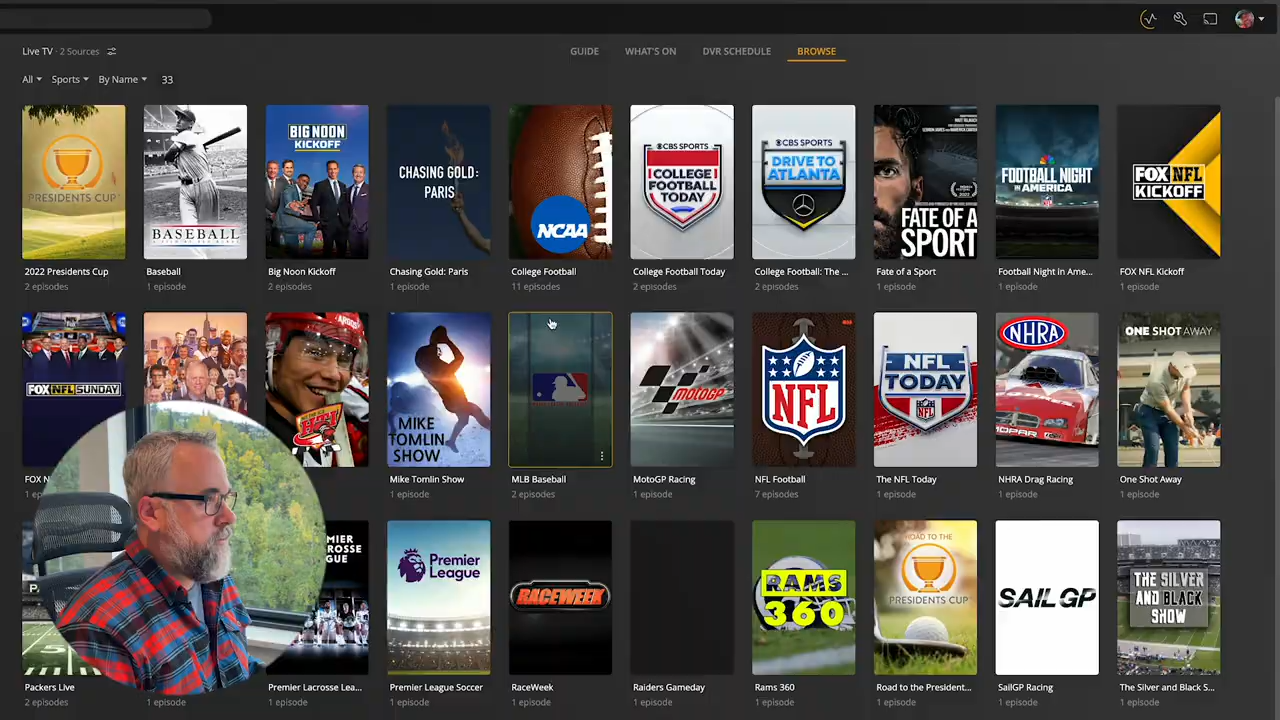 Live TV · 2 Sources
GUIDE
WHAT'S ON
DVR SCHEDULE
BROWSE
All
Sports
By Name
33
PRESIDENTS CUP
BASEBALL
BIG NOON
KICKOFF
CHASING GOLD:
PARIS
NCAA
CBS SPORTS
COLLEGE
FOOTBALL
TODAY
CBS SPORTS
DRIVE TO
ATLANTA
FATE OF A
SPORT
FOOTBALL NIGHT
IN AMERICA
FOX NFL
KICKOFF
2022 Presidents Cup
2 episodes
Baseball
1 episode
Big Noon Kickoff
2 episodes
Chasing Gold: Paris
1 episode
College Football
11 episodes
College Football Today
2 episodes
College Football: The ...
2 episodes
Fate of a Sport
1 episode
Football Night in Ame...
1 episode
FOX NFL Kickoff
1 episode
FOX NFL SUNDAY
MIKE
TOMLIN
SHOW
MotoGP
NFL
NFL
TODAY
NFL
NHRA
MOPAR
ONE SHOT AWAY
FOX N
1 ep
Mike Tomlin Show
1 episode
MLB Baseball
2 episodes
MotoGP Racing
1 episode
NFL Football
7 episodes
The NFL Today
1 episode
NHRA Drag Racing
1 episode
One Shot Away
1 episode
MIER
ROSSE
GUE
Premier
League
RACEWEEK
RAMS
360
ROAD TO THE
PRESIDENTS CUP
SAIL GP
THE SILVER
AND BLACK
SHOW
Packers Live
2 episodes
1 episode
Premier Lacrosse Lea...
1 episode
Premier League Soccer
1 episode
RaceWeek
1 episode
Raiders Gameday
1 episode
Rams 360
1 episode
Road to the President...
1 episode
SailGP Racing
1 episode
The Silver and Black S...
1 episode